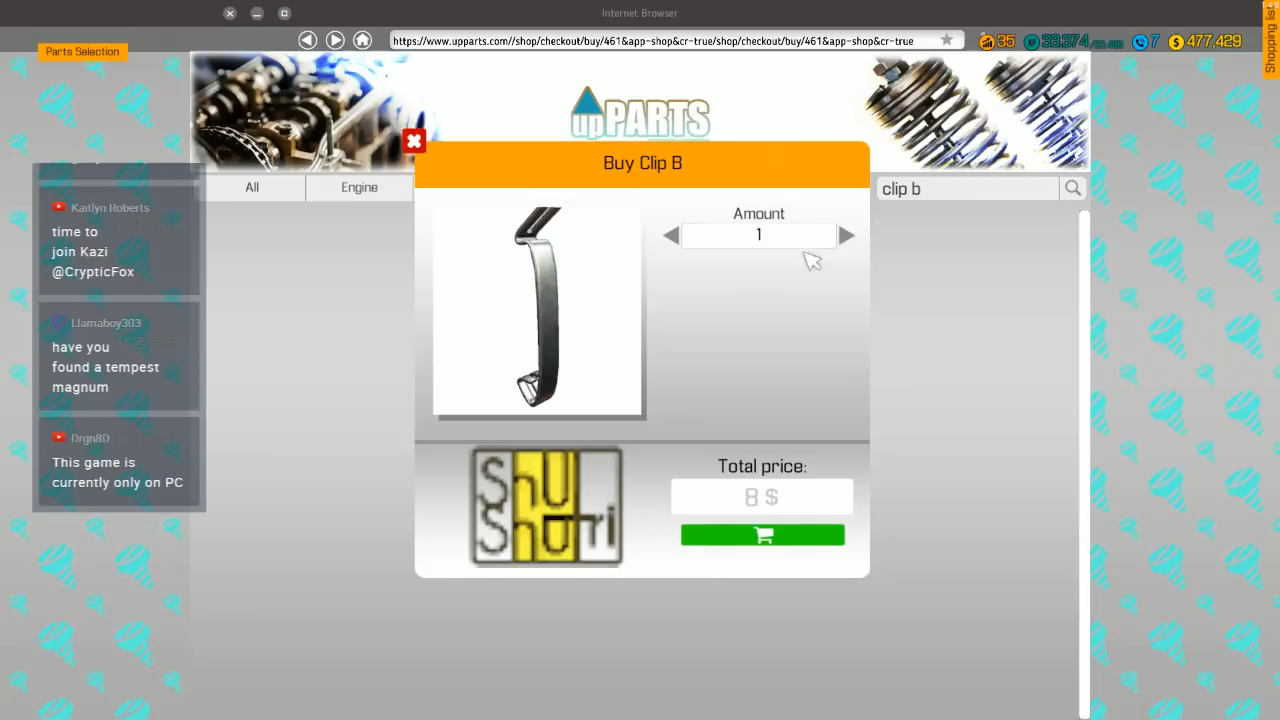 Internet Browser
https://www.upparts.com//shop/checkout/buy/461&app-shop&cr-true/shop/checkout/buy/461&app-shop&cr-true
35
7
477,429
Shopping list
Parts Selection
upPARTS
Buy Clip B
All
Engine
clip b
Amount
1
Kaitlyn Roberts
time to
join Kazi
@CrypticFox
Llamaboy303
have you
found a tempest
magnum
Drgn8D
This game is
currently only on PC
Total price:
8 $